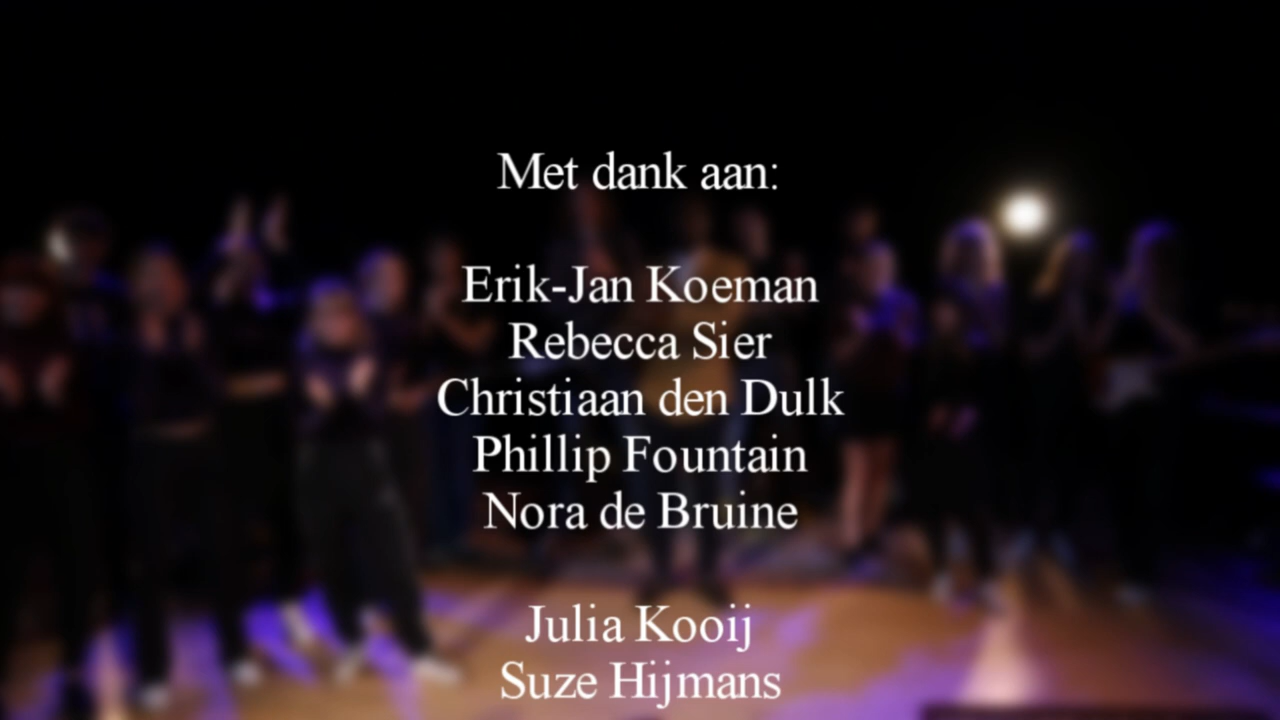 Met dank aan:
Erik-Jan Koeman
Rebecca Sier
Christiaan den Dulk
Phillip Fountain
Nora de Bruine
Julia Kooij
Suze Hijmans